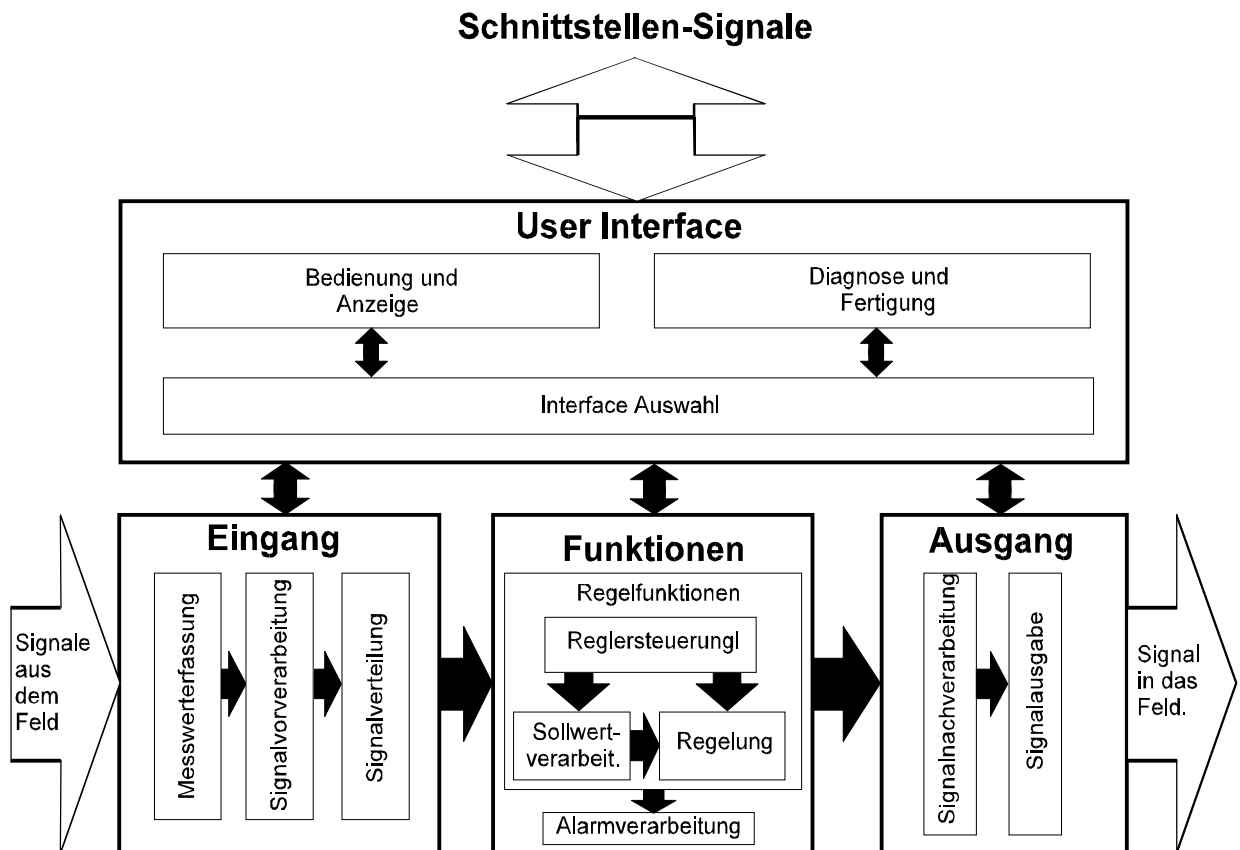 Schnittstellen-Signale
User Interface
Bedienung und
Anzeige
Diagnose und
Fertigung
Interface Auswahl
Signale
aus
dem
Feld
Eingang
Messwerterfassung
Signalvorverarbeitung
Signalverteilung
Funktionen
Regelfunktionen
Reglersteuerungl
Sollwert-
verarbeit.
Regelung
Alarmverarbeitung
Ausgang
Signalnachverarbeitung
Signalausgabe
Signal
in das
Feld.